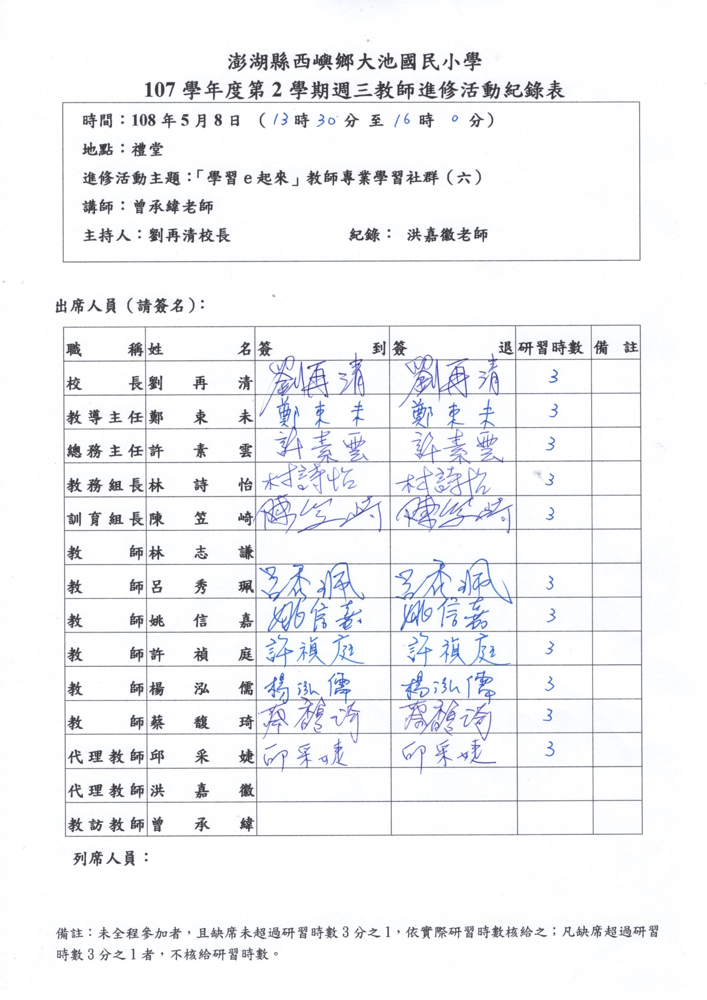 澎湖縣西嶼鄉大池國民小學
107 學年度第 2 學期週三教師進修活動紀錄表
時間：108 年 5 月 8 日 （13 時 30 分 至 16 時 0 分）
地點：禮堂
進修活動主題：「學習 e 起來」教師專業學習社群（六）
講師：曾承緯老師
主持人：劉再清校長 紀錄： 洪嘉徽老師
出席人員（請簽名）：
職稱 姓名 簽到 簽退 研習時數 備註
校長 劉再清 劉再清 劉再清 3
教導主任 鄭束未 鄭束未 鄭束未 3
總務主任 許素雲 許素雲 許素雲 3
教務組長 林詩怡 林詩怡 林詩怡 3
訓育組長 陳笠崎 陳笠崎 陳笠崎 3
教師 林志謙
教師 呂秀珮 呂秀珮 呂秀珮 3
教師 姚信嘉 姚信嘉 姚信嘉 3
教師 許禎庭 許禎庭 許禎庭 3
教師 楊泓儒 楊泓儒 楊泓儒 3
教師 蔡馥琦 蔡馥琦 蔡馥琦 3
代理教師 邱采婕 邱采婕 邱采婕 3
代理教師 洪嘉徽
教訪教師 曾承緯
列席人員：
備註：未全程參加者，且缺席未超過研習時數 3 分之 1，依實際研習時數核給之；凡缺席超過研習
時數 3 分之 1 者，不核給研習時數。